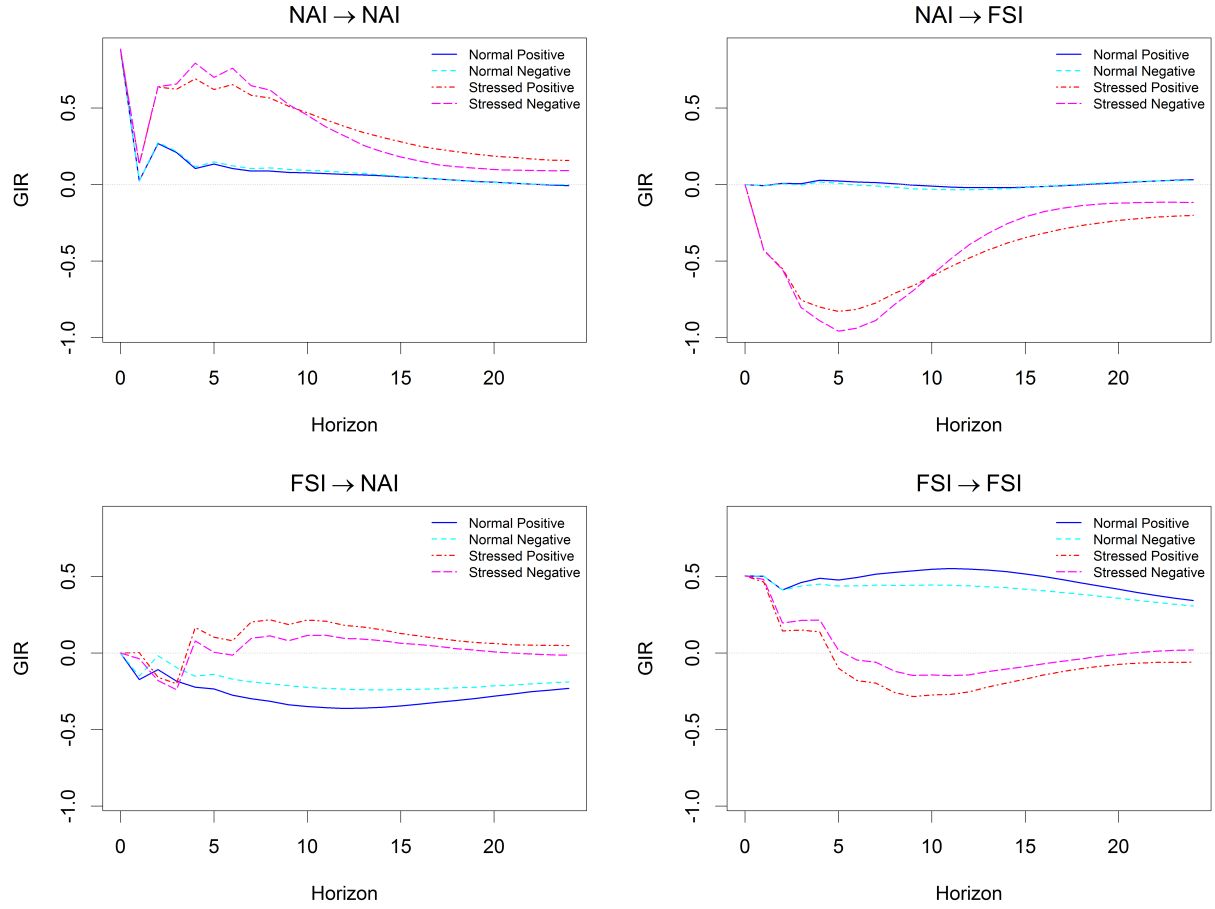 NAI → NAI
Normal Positive
Normal Negative
Stressed Positive
Stressed Negative
GIR
0.5
0.0
-0.5
-1.0
0 5 10 15 20
Horizon
NAI → FSI
Normal Positive
Normal Negative
Stressed Positive
Stressed Negative
GIR
0.5
0.0
-0.5
-1.0
0 5 10 15 20
Horizon
FSI → NAI
Normal Positive
Normal Negative
Stressed Positive
Stressed Negative
GIR
0.5
0.0
-0.5
-1.0
0 5 10 15 20
Horizon
FSI → FSI
Normal Positive
Normal Negative
Stressed Positive
Stressed Negative
GIR
0.5
0.0
-0.5
-1.0
0 5 10 15 20
Horizon